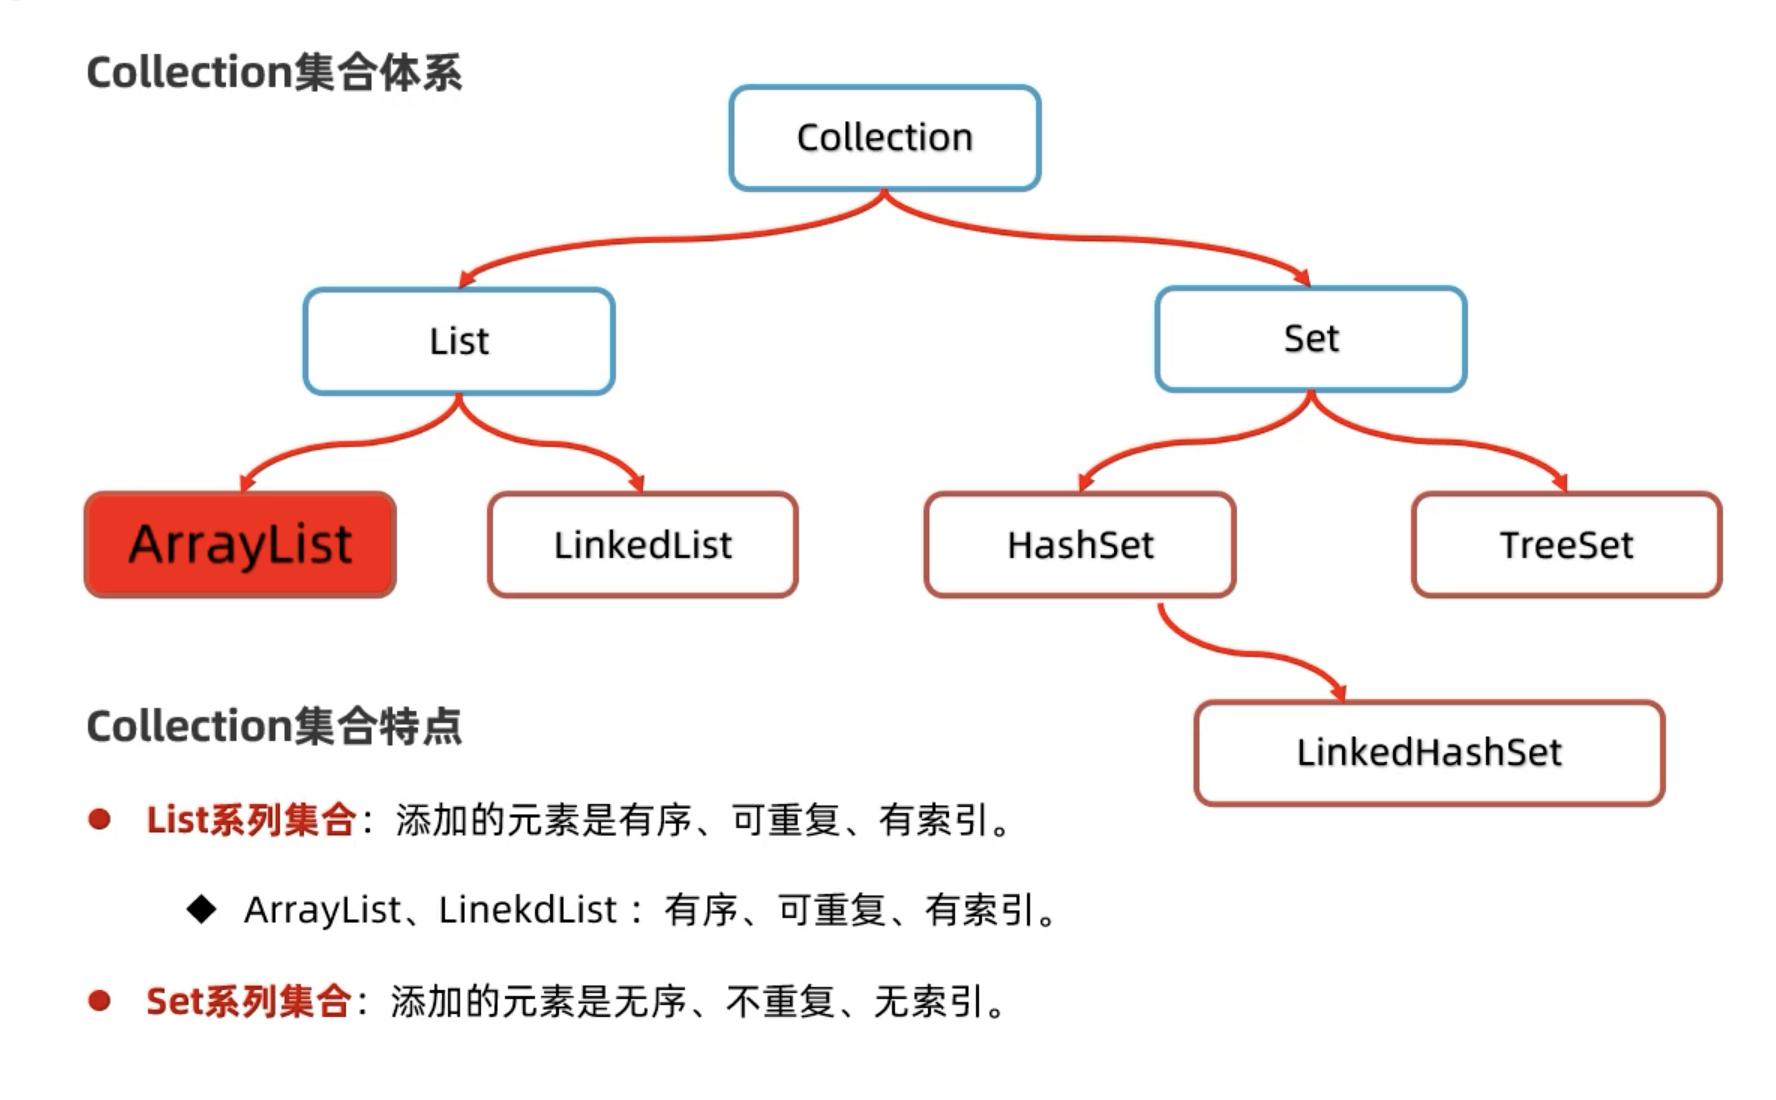 Collection集合体系
Collection
List
Set
ArrayList
LinkedList
HashSet
TreeSet
LinkedHashSet
Collection集合特点
List系列集合：添加的元素是有序、可重复、有索引。
ArrayList、LinekdList ：有序、可重复、有索引。
Set系列集合：添加的元素是无序、不重复、无索引。